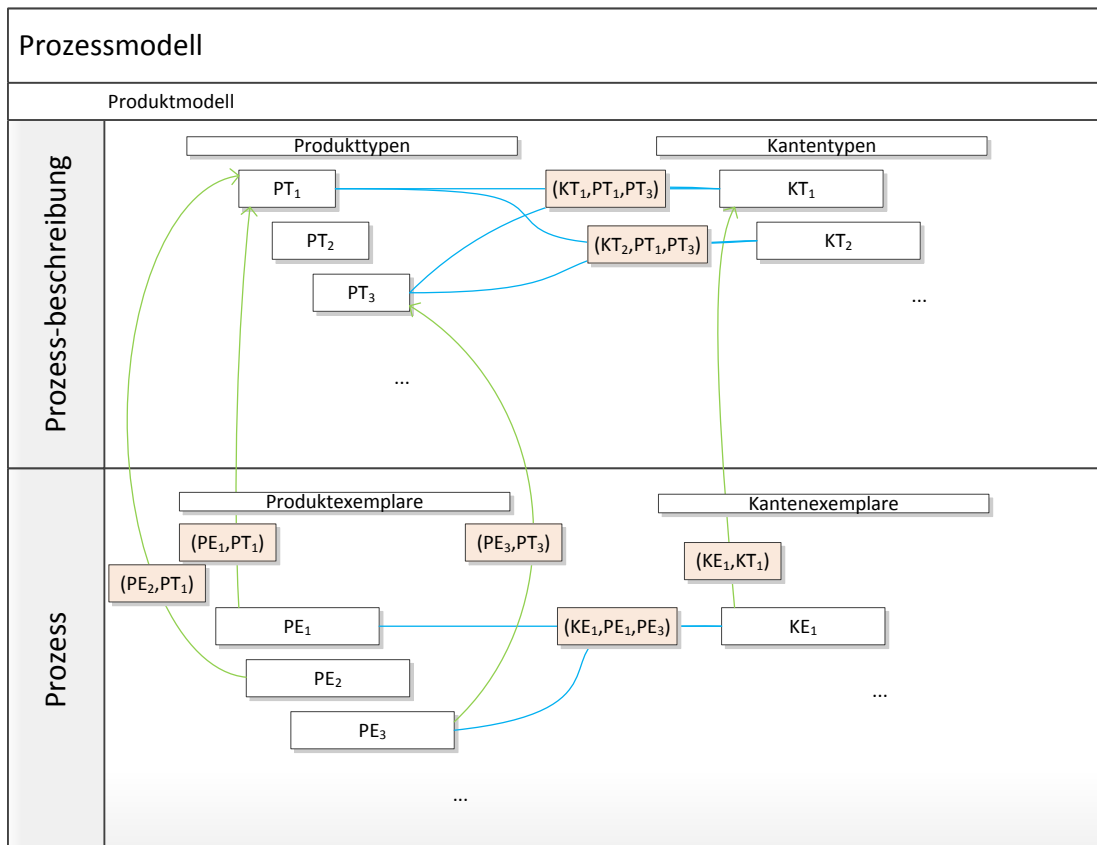 Prozessmodell
Produktmodell
Prozess-beschreibung
Produkttypen
Kantentypen
PT₁
(KT₁,PT₁,PT₃)
KT₁
PT₂
(KT₂,PT₁,PT₃)
KT₂
PT₃
...
...
Prozess
Produktexemplare
Kantenexemplare
(PE₁,PT₁)
(PE₃,PT₃)
(KE₁,KT₁)
(PE₂,PT₁)
PE₁
(KE₁,PE₁,PE₃)
KE₁
PE₂
...
PE₃
...